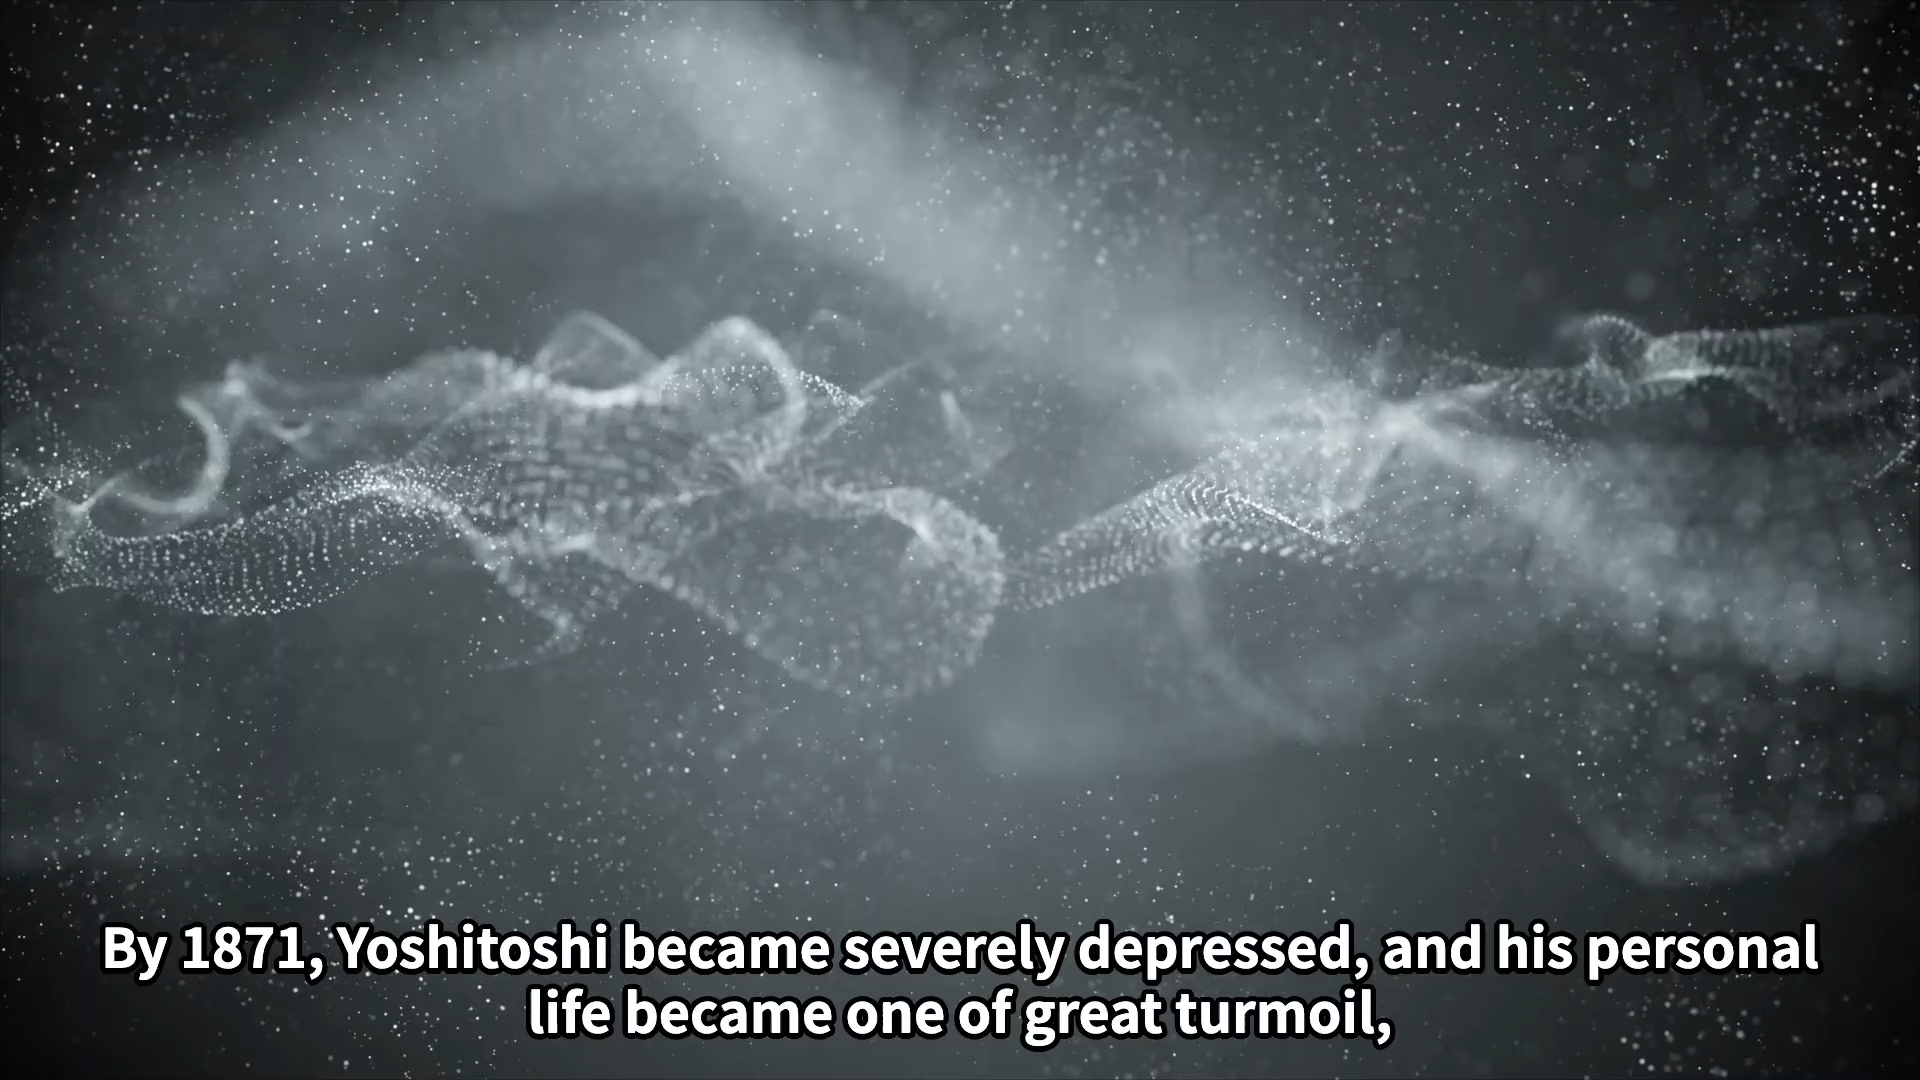 By 1871, Yoshitoshi became severely depressed, and his personal
life became one of great turmoil,